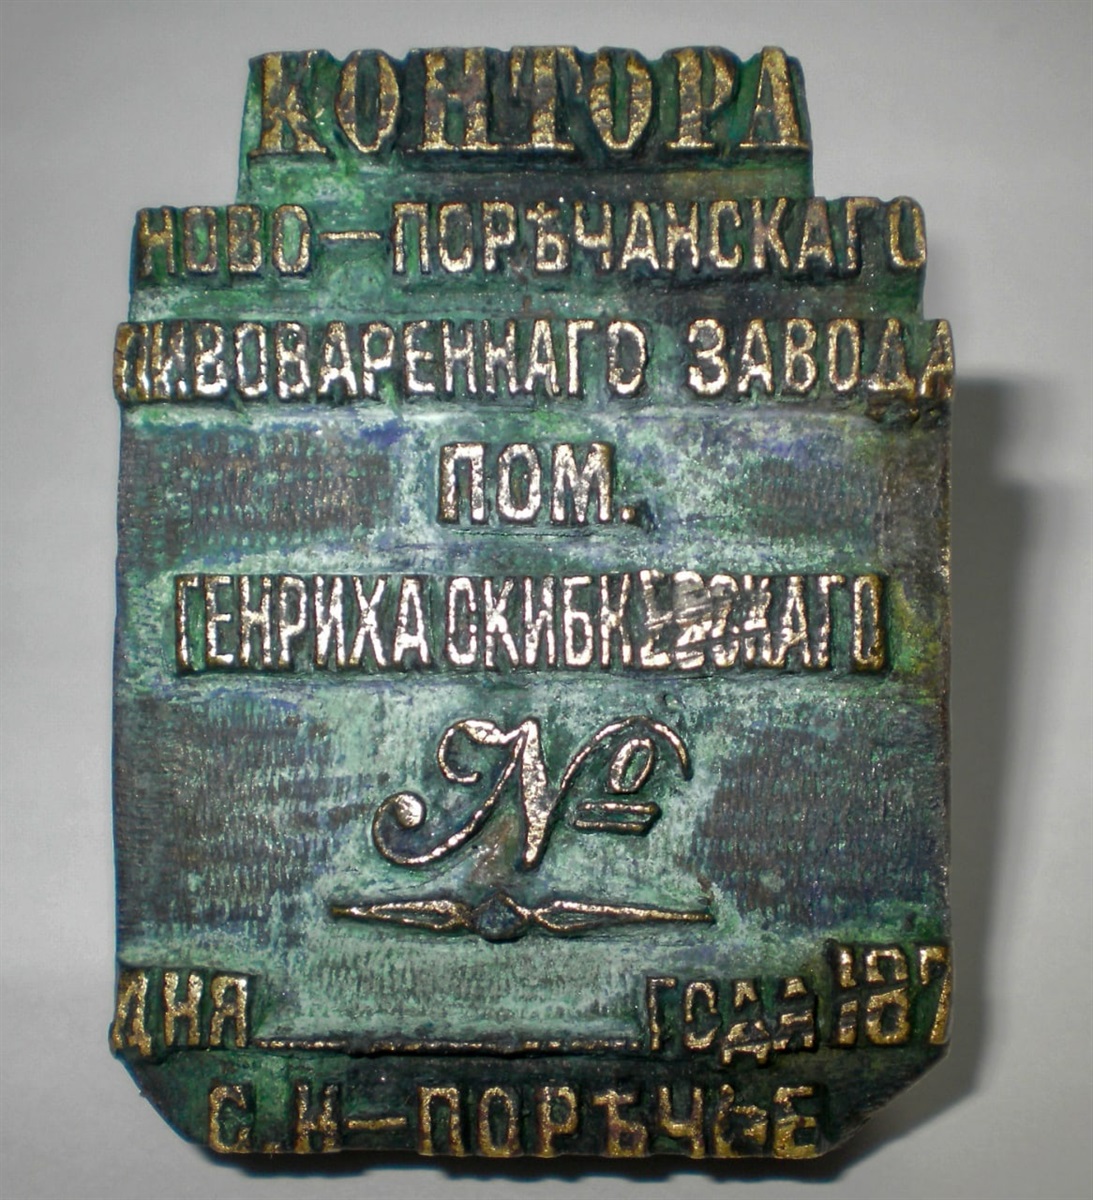 КОНТОРА
НОВО—ПОРѢЧАНСКАГО
ПИВОВАРЕННАГО ЗАВОДА
ПОМ.
ГЕНРИХА
№
ДНЯ ГОДА 187
С. Н—ПОРѢЧЬЕ